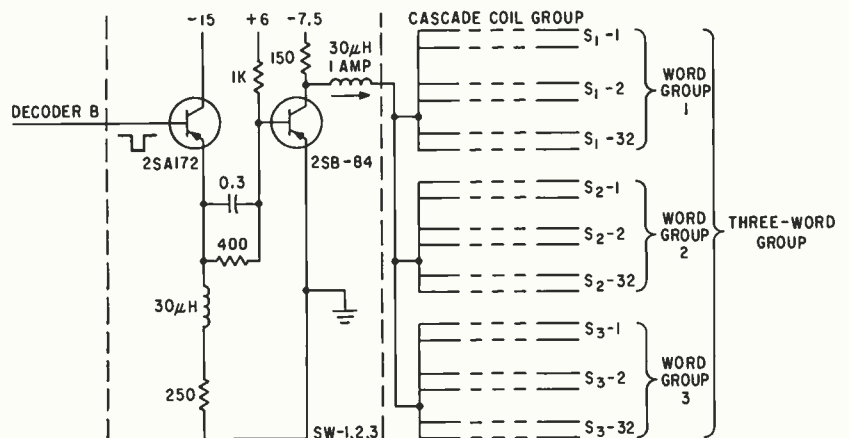 -15 +6 -7.5 CASCADE COIL GROUP
150 30μH
1 AMP
1K
DECODER B
2SA172 2SB-84
0.3
400
30μH
250
SW-1,2,3
S1-1
S1-2
S1-32
WORD
GROUP
1
S2-1
S2-2
S2-32
WORD
GROUP
2
S3-1
S3-2
S3-32
WORD
GROUP
3
THREE-WORD
GROUP